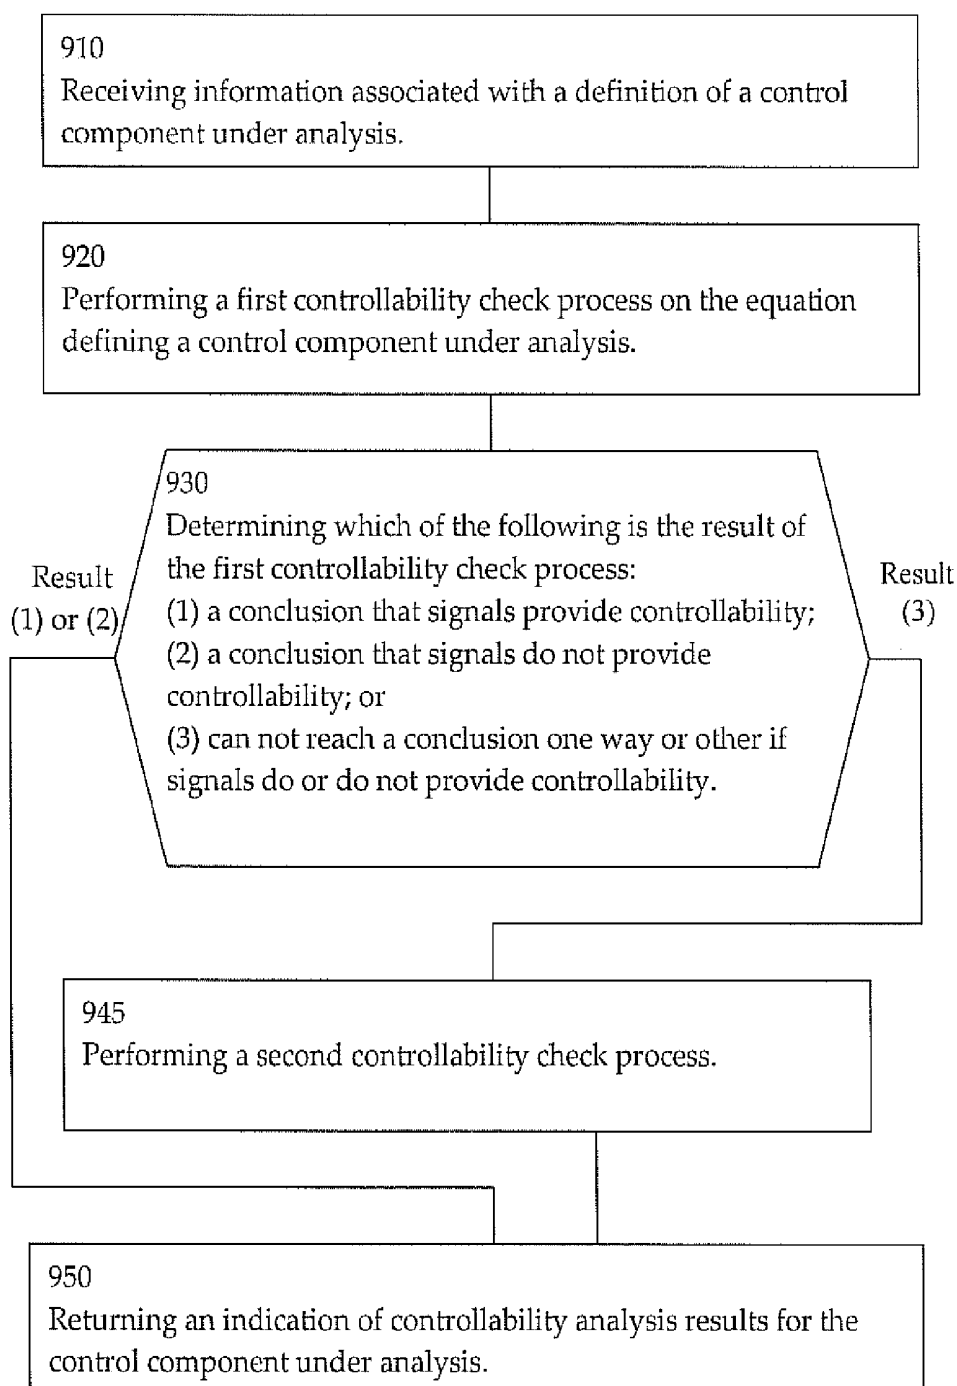 910
Receiving information associated with a definition of a control
component under analysis.
920
Performing a first controllability check process on the equation
defining a control component under analysis.
930
Determining which of the following is the result of
the first controllability check process:
(1) a conclusion that signals provide controllability;
(2) a conclusion that signals do not provide
controllability; or
(3) can not reach a conclusion one way or other if
signals do or do not provide controllability.
Result
(1) or (2)
Result
(3)
945
Performing a second controllability check process.
950
Returning an indication of controllability analysis results for the
control component under analysis.